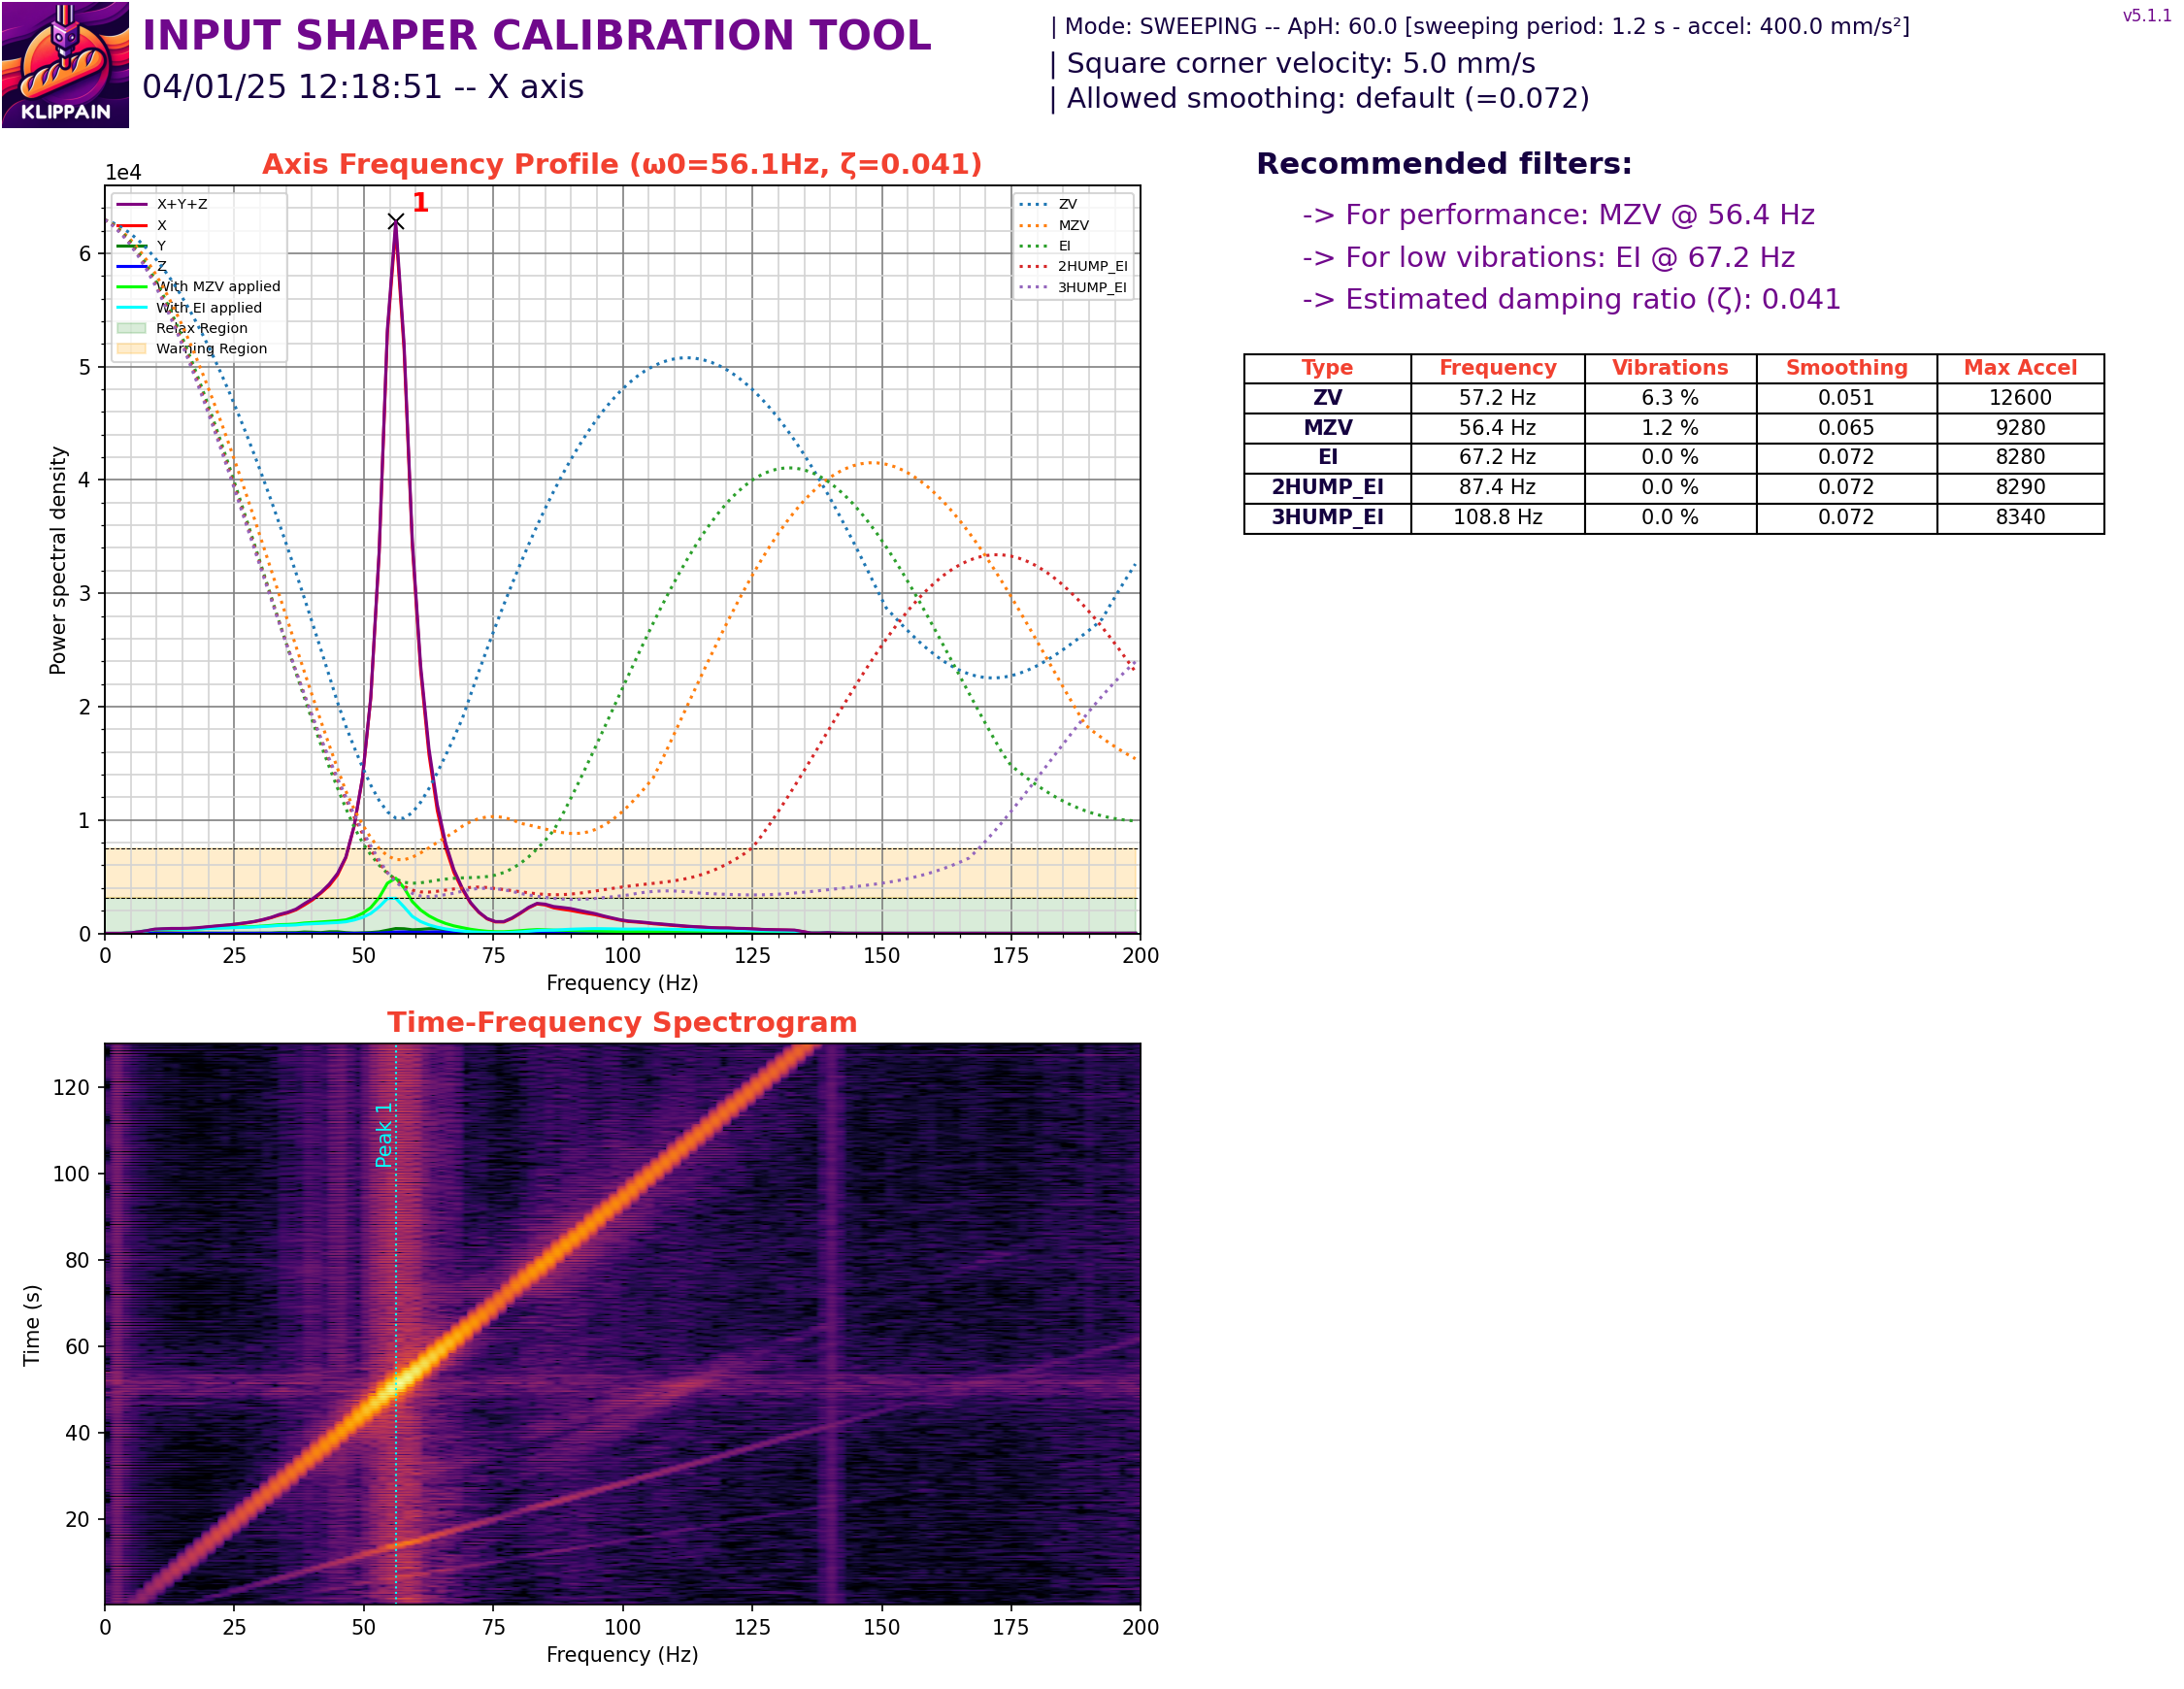 KLIPPAIN
INPUT SHAPER CALIBRATION TOOL
04/01/25 12:18:51 -- X axis
| Mode: SWEEPING -- ApH: 60.0 [sweeping period: 1.2 s - accel: 400.0 mm/s²]
| Square corner velocity: 5.0 mm/s
| Allowed smoothing: default (=0.072)
v5.1.1
Axis Frequency Profile (ω0=56.1Hz, ζ=0.041)
1e4
X+Y+Z
X
Y
Z
With MZV applied
With EI applied
Relax Region
Warning Region
1
ZV
MZV
EI
2HUMP_EI
3HUMP_EI
Power spectral density
6
5
4
3
2
1
0
0 25 50 75 100 125 150 175 200
Frequency (Hz)
Recommended filters:
-> For performance: MZV @ 56.4 Hz
-> For low vibrations: EI @ 67.2 Hz
-> Estimated damping ratio (ζ): 0.041
Type Frequency Vibrations Smoothing Max Accel
ZV 57.2 Hz 6.3 % 0.051 12600
MZV 56.4 Hz 1.2 % 0.065 9280
EI 67.2 Hz 0.0 % 0.072 8280
2HUMP_EI 87.4 Hz 0.0 % 0.072 8290
3HUMP_EI 108.8 Hz 0.0 % 0.072 8340
Time-Frequency Spectrogram
Time (s)
120
100
80
60
40
20
Peak 1
0 25 50 75 100 125 150 175 200
Frequency (Hz)